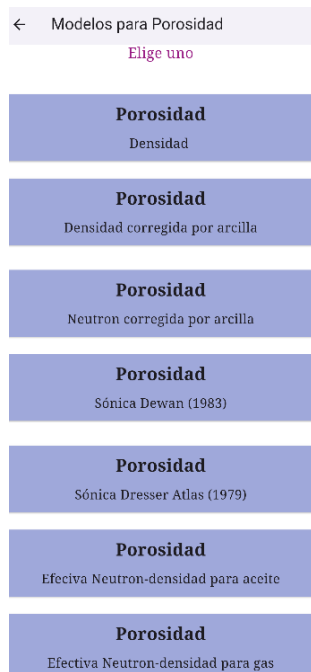 Modelos para Porosidad
Elige uno
Porosidad
Densidad
Porosidad
Densidad corregida por arcilla
Porosidad
Neutron corregida por arcilla
Porosidad
Sónica Dewan (1983)
Porosidad
Sónica Dresser Atlas (1979)
Porosidad
Efeciva Neutron-densidad para aceite
Porosidad
Efectiva Neutron-densidad para gas